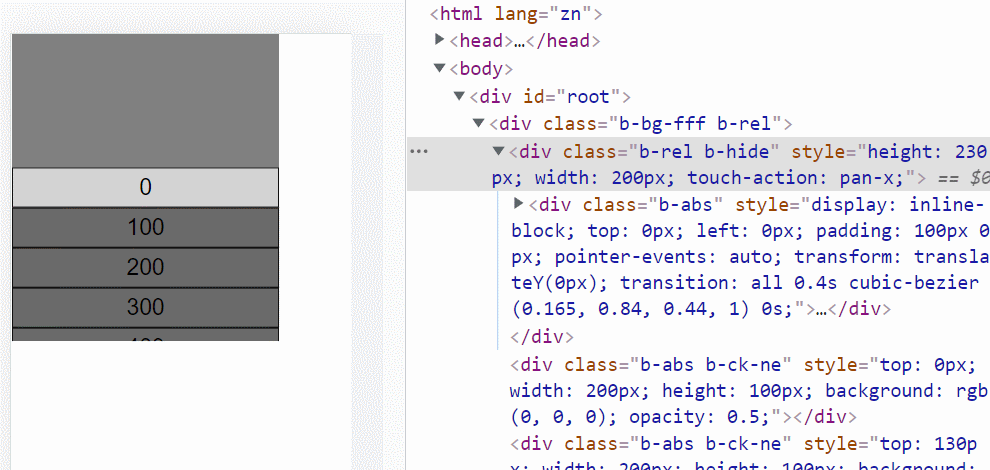 0
100
200
300
<html lang="zn">
▶<head>…</head>
▼<body>
▼<div id="root">
▼<div class="b-bg-fff b-rel">
… ▼<div class="b-rel b-hide" style="height: 230
px; width: 200px; touch-action: pan-x;"> == $0
▶<div class="b-abs" style="display: inline-
block; top: 0px; left: 0px; padding: 100px 0
px; pointer-events: auto; transform: transla
teY(0px); transition: all 0.4s cubic-bezier
(0.165, 0.84, 0.44, 1) 0s;">…</div>
</div>
<div class="b-abs b-ck-ne" style="top: 0px;
width: 200px; height: 100px; background: rgb
(0, 0, 0); opacity: 0.5;"></div>
<div class="b-abs b-ck-ne" style="top: 130p
x; width: 200px; height: 100px; background: